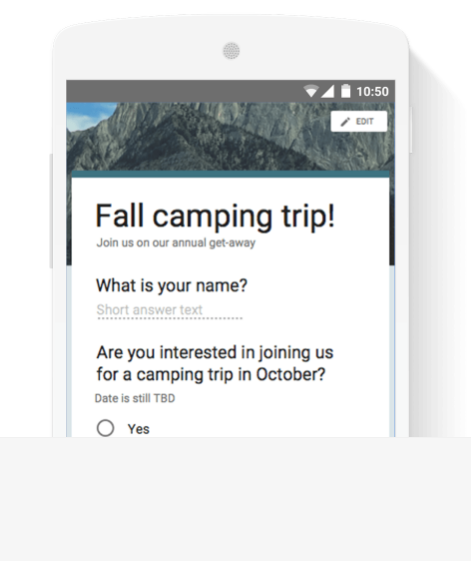 10:50
EDIT
Fall camping trip!
Join us on our annual get-away
What is your name?
Short answer text
Are you interested in joining us
for a camping trip in October?
Date is still TBD
Yes